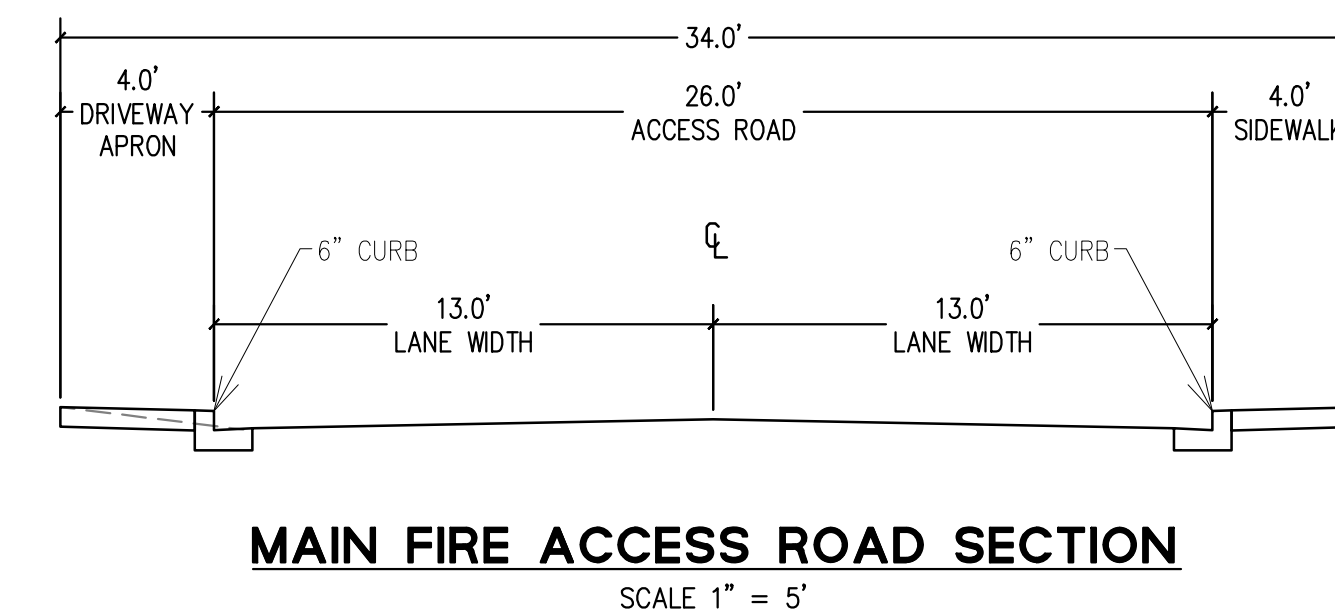 34.0'
4.0'
DRIVEWAY
APRON
26.0'
ACCESS ROAD
4.0'
SIDEWALK
6" CURB
℄
6" CURB
13.0'
LANE WIDTH
13.0'
LANE WIDTH
MAIN FIRE ACCESS ROAD SECTION
SCALE 1" = 5'